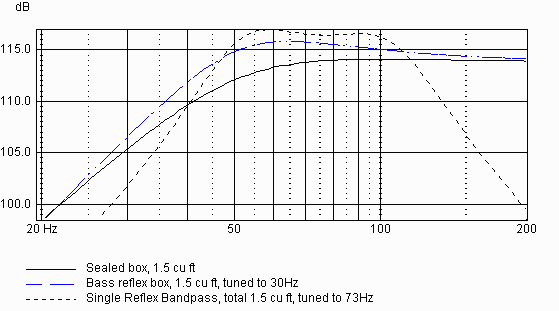 dB
115.0
110.0
105.0
100.0
20 Hz 50 100 200
Sealed box, 1.5 cu ft
Bass reflex box, 1.5 cu ft, tuned to 30Hz
Single Reflex Bandpass, total 1.5 cu ft, tuned to 73Hz